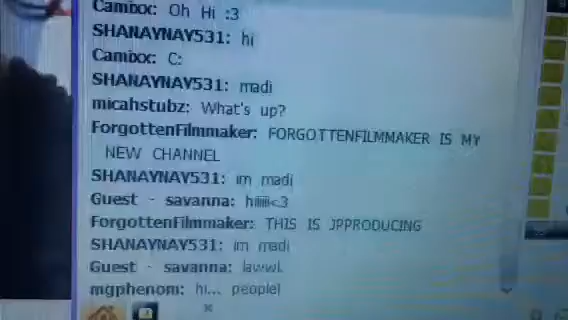 Camixx: Oh Hi :3
SHANAYNAY531: hi
Camixx: C:
SHANAYNAY531: madi
micahstubz: What's up?
ForgottenFilmmaker: FORGOTTENFILMMAKER IS MY
NEW CHANNEL
SHANAYNAY531: im madi
Guest - savanna: hiiiii<3
ForgottenFilmmaker: THIS IS JPPRODUCING
SHANAYNAY531: im madi
Guest - savanna: lawwl.
mgphenom: hi... people!